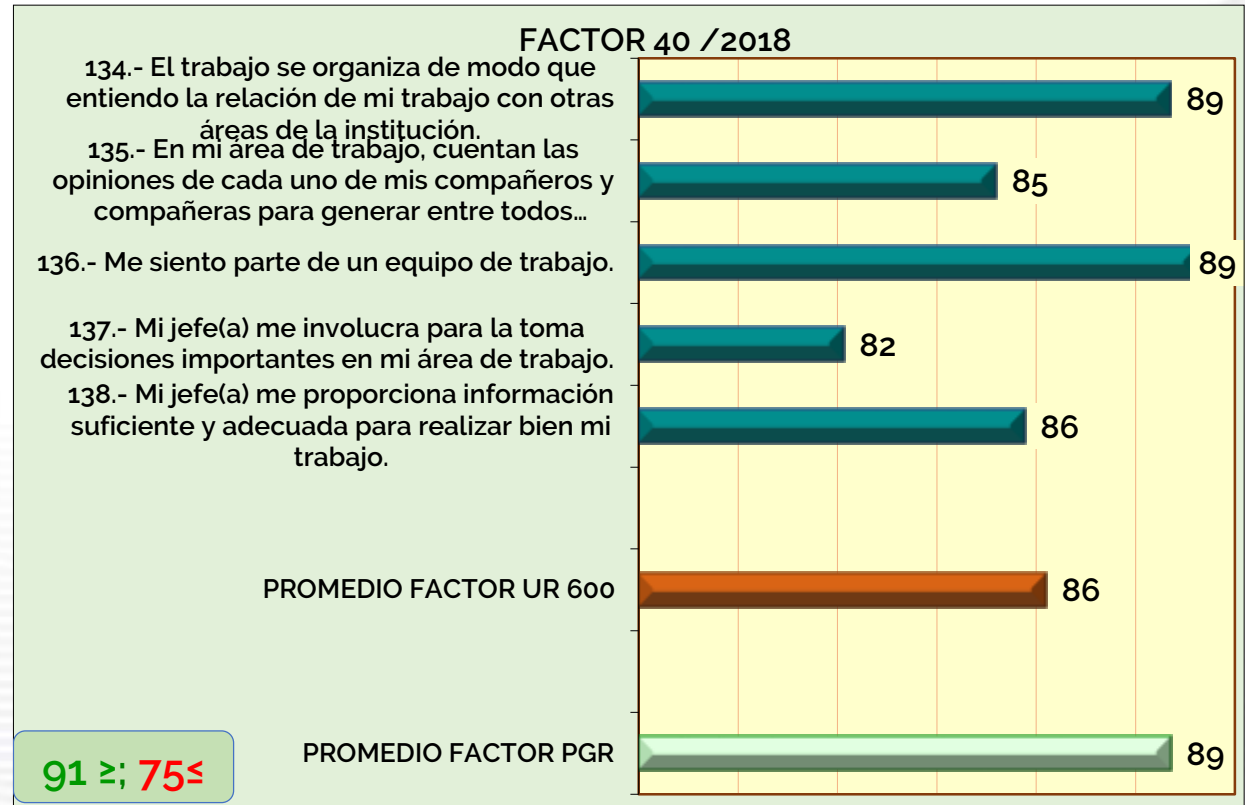 FACTOR 40 /2018
134.- El trabajo se organiza de modo que
entiendo la relación de mi trabajo con otras
áreas de la institución.
89
135.- En mi área de trabajo, cuentan las
opiniones de cada uno de mis compañeros y
compañeras para generar entre todos…
85
136.- Me siento parte de un equipo de trabajo.
89
137.- Mi jefe(a) me involucra para la toma
decisiones importantes en mi área de trabajo.
82
138.- Mi jefe(a) me proporciona información
suficiente y adecuada para realizar bien mi
trabajo.
86
PROMEDIO FACTOR UR 600
86
PROMEDIO FACTOR PGR
89
91 ≥; 75≤